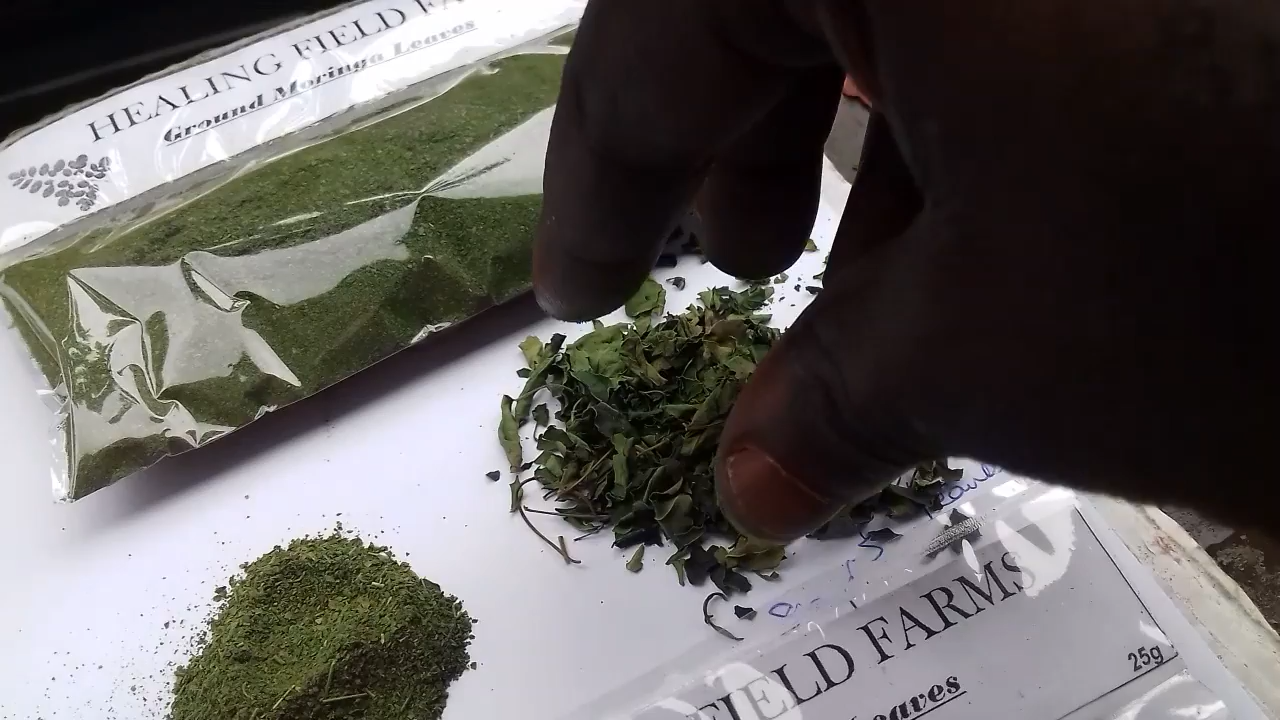 HEALING FIELD FA
Ground Moringa Leaves
FIELD FARMS
Leaves
25g